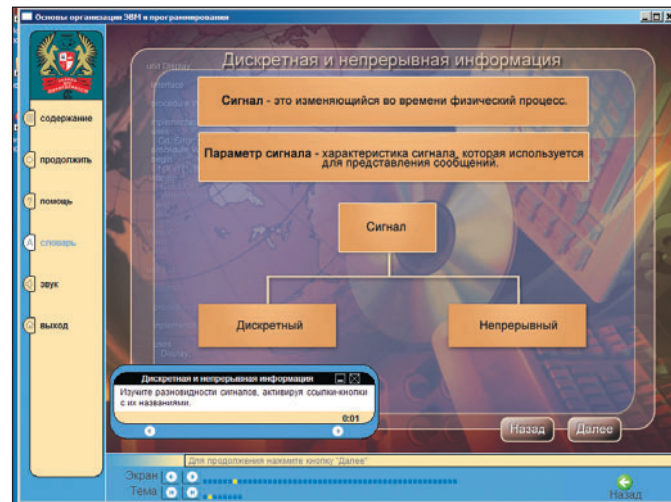 Основы организации ЭВМ и программирования
содержание
продолжить
помощь
словарь
звук
выход
Дискретная и непрерывная информация
Сигнал - это изменяющийся во времени физический процесс.
Параметр сигнала - характеристика сигнала, которая используется
для представления сообщений.
Сигнал
Дискретный
Непрерывный
Дискретная и непрерывная информация
Изучите разновидности сигналов, активируя ссылки-кнопки
с их названиями.
0:01
Назад
Далее
Для продолжения нажмите кнопку "Далее"
Экран
Тема
Назад